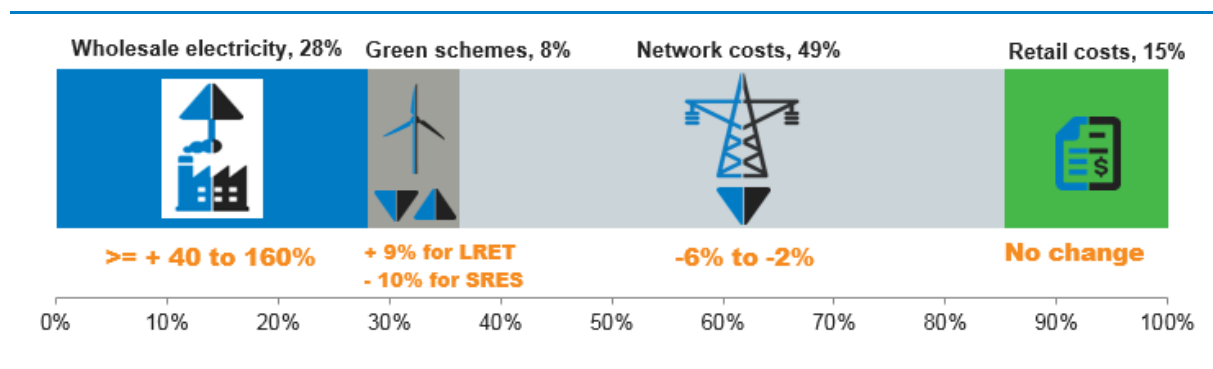 Wholesale electricity, 28% Green schemes, 8% Network costs, 49% Retail costs, 15%
$
>= + 40 to 160% + 9% for LRET -6% to -2% No change
- 10% for SRES
0% 10% 20% 30% 40% 50% 60% 70% 80% 90% 100%